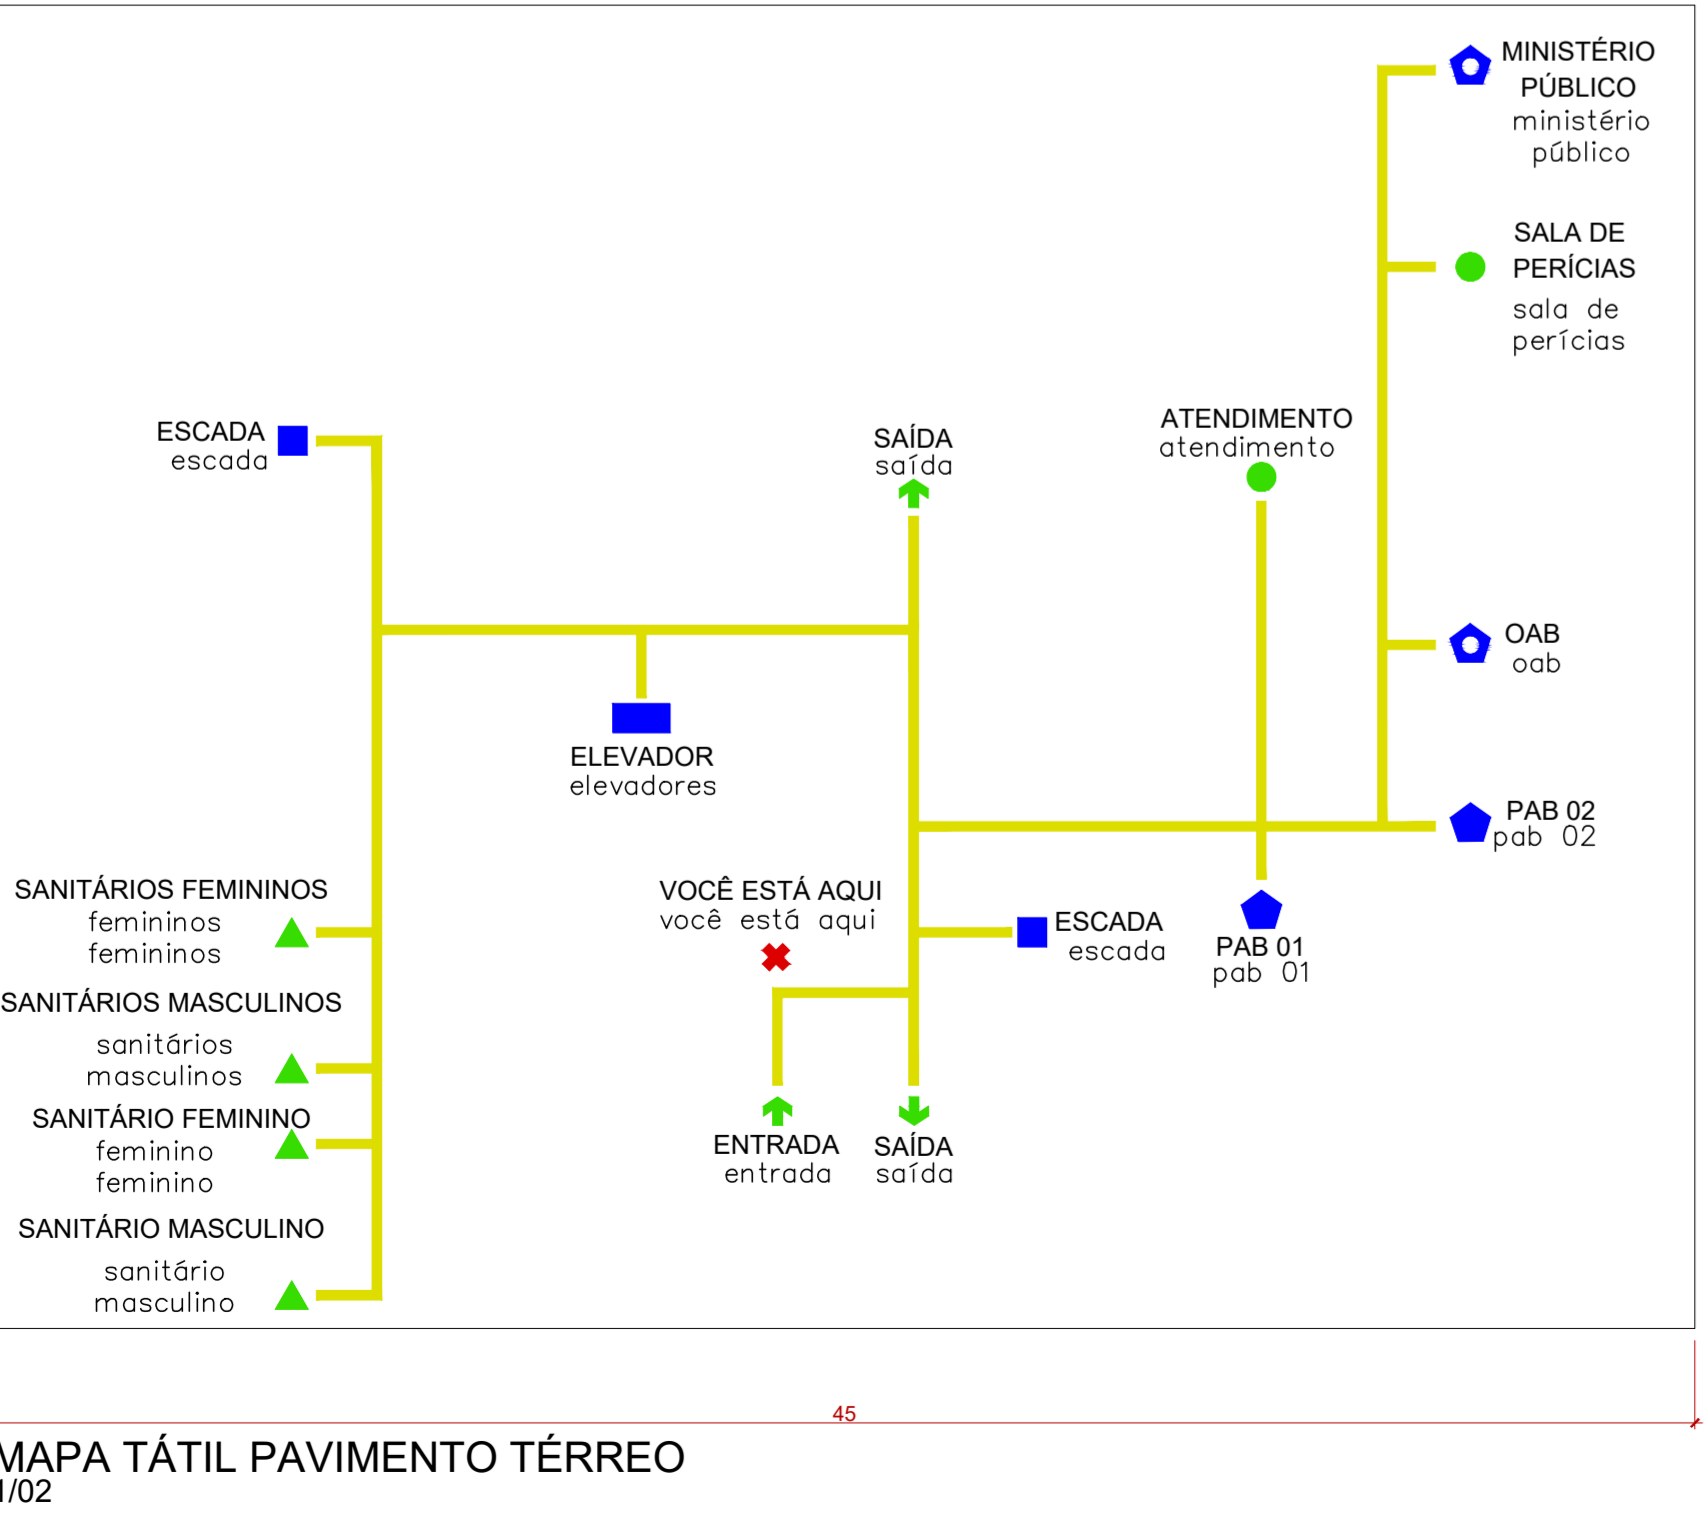 MINISTÉRIO
PÚBLICO
ministério
público
SALA DE
PERÍCIAS
sala de
perícias
ATENDIMENTO
atendimento
SAÍDA
saída
ESCADA
escada
OAB
oab
ELEVADOR
elevadores
PAB 02
pab 02
SANITÁRIOS FEMININOS
femininos
femininos
VOCÊ ESTÁ AQUI
você está aqui
ESCADA
escada
PAB 01
pab 01
SANITÁRIOS MASCULINOS
sanitários
masculinos
SANITÁRIO FEMININO
feminino
feminino
ENTRADA
entrada
SAÍDA
saída
SANITÁRIO MASCULINO
sanitário
masculino
45
MAPA TÁTIL PAVIMENTO TÉRREO
1/02